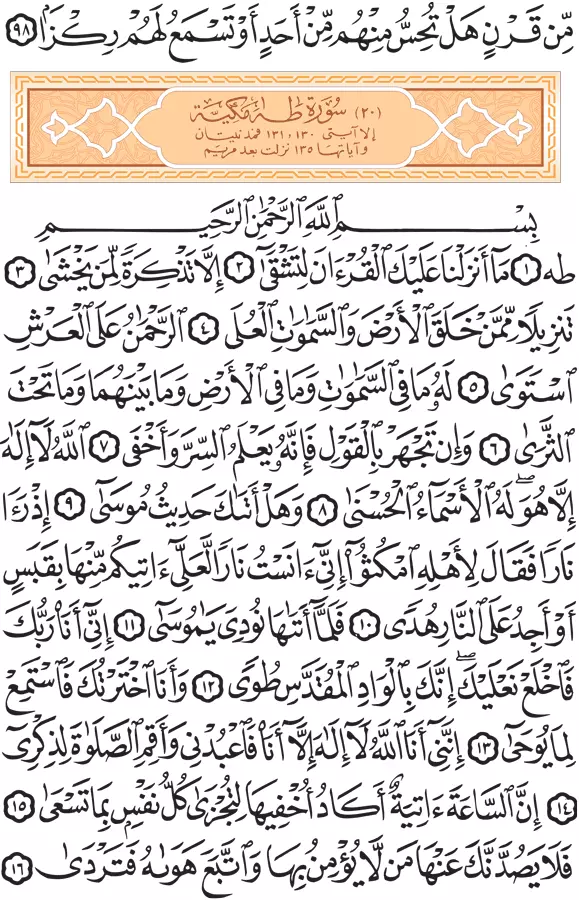 مِّن قَرْنٍ هَلْ تُحِسُّ مِنْهُم مِّنْ أَحَدٍ أَوْ تَسْمَعُ لَهُمْ رِكْزَۢا ٩٨
(٢٠) سُورَة طه مَكِيَّة
إلا آيتى ١٣٠ و ١٣١ فمدنيتان
وآياتها ١٣٥ نزلت بعد مريم
بِسْمِ ٱللَّهِ ٱلرَّحْمَٰنِ ٱلرَّحِيمِ
طه ١ مَآ أَنزَلْنَا عَلَيْكَ ٱلْقُرْءَانَ لِتَشْقَىٰٓ ٢ إِلَّا تَذْكِرَةً لِّمَن يَخْشَىٰ ٣
تَنزِيلًا مِّمَّنْ خَلَقَ ٱلْأَرْضَ وَٱلسَّمَٰوَٰتِ ٱلْعُلَى ٤ ٱلرَّحْمَٰنُ عَلَى ٱلْعَرْشِ
ٱسْتَوَىٰ ٥ لَهُۥ مَا فِى ٱلسَّمَٰوَٰتِ وَمَا فِى ٱلْأَرْضِ وَمَا بَيْنَهُمَا وَمَا تَحْتَ
ٱلثَّرَىٰ ٦ وَإِن تَجْهَرْ بِٱلْقَوْلِ فَإِنَّهُۥ يَعْلَمُ ٱلسِّرَّ وَأَخْفَى ٧ ٱللَّهُ لَآ إِلَٰهَ
إِلَّا هُوَۖ لَهُ ٱلْأَسْمَآءُ ٱلْحُسْنَىٰ ٨ وَهَلْ أَتَىٰكَ حَدِيثُ مُوسَىٰٓ ٩ إِذْ رَءَا
نَارًا فَقَالَ لِأَهْلِهِ ٱمْكُثُوٓا۟ إِنِّىٓ ءَانَسْتُ نَارًا لَّعَلِّىٓ ءَاتِيكُم مِّنْهَا بِقَبَسٍ
أَوْ أَجِدُ عَلَى ٱلنَّارِ هُدًى ١٠ فَلَمَّآ أَتَىٰهَا نُودِىَ يَٰمُوسَىٰٓ ١١ إِنِّىٓ أَنَا۠ رَبُّكَ
فَٱخْلَعْ نَعْلَيْكَۖ إِنَّكَ بِٱلْوَادِ ٱلْمُقَدَّسِ طُوًى ١٢ وَأَنَا ٱخْتَرْتُكَ فَٱسْتَمِعْ
لِمَا يُوحَىٰٓ ١٣ إِنَّنِىٓ أَنَا ٱللَّهُ لَآ إِلَٰهَ إِلَّآ أَنَا۠ فَٱعْبُدْنِى وَأَقِمِ ٱلصَّلَوٰةَ لِذِكْرِىٓ
١٤ إِنَّ ٱلسَّاعَةَ ءَاتِيَةٌ أَكَادُ أُخْفِيهَا لِتُجْزَىٰ كُلُّ نَفْسٍۭ بِمَا تَسْعَىٰ ١٥
فَلَا يَصُدَّنَّكَ عَنْهَا مَن لَّا يُؤْمِنُ بِهَا وَٱتَّبَعَ هَوَىٰهُ فَتَرْدَىٰ ١٦